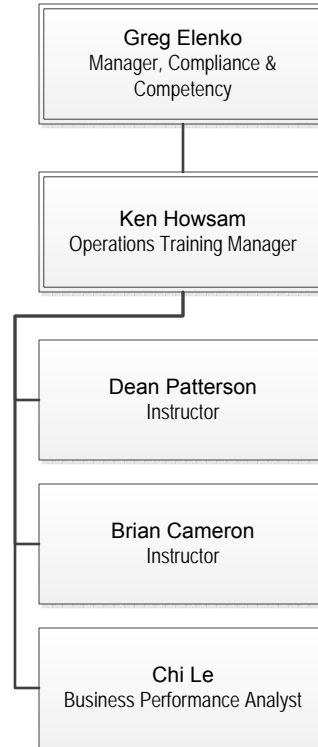 Greg Elenko
Manager, Compliance &
Competency
Ken Howsam
Operations Training Manager
Dean Patterson
Instructor
Brian Cameron
Instructor
Chi Le
Business Performance Analyst